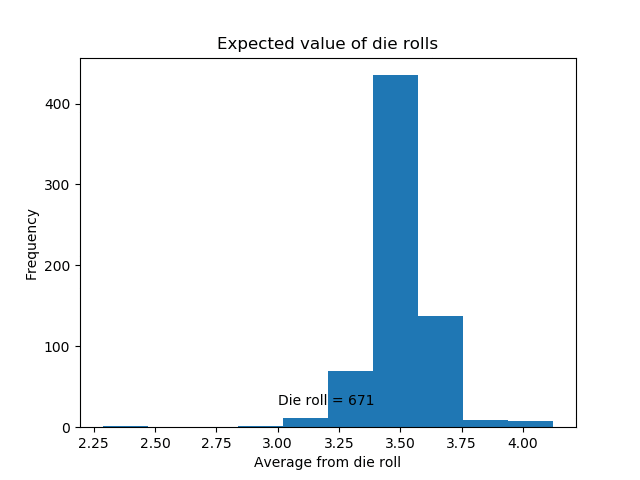 Expected value of die rolls
Frequency
400
300
200
100
0
Die roll = 671
2.25 2.50 2.75 3.00 3.25 3.50 3.75 4.00
Average from die roll